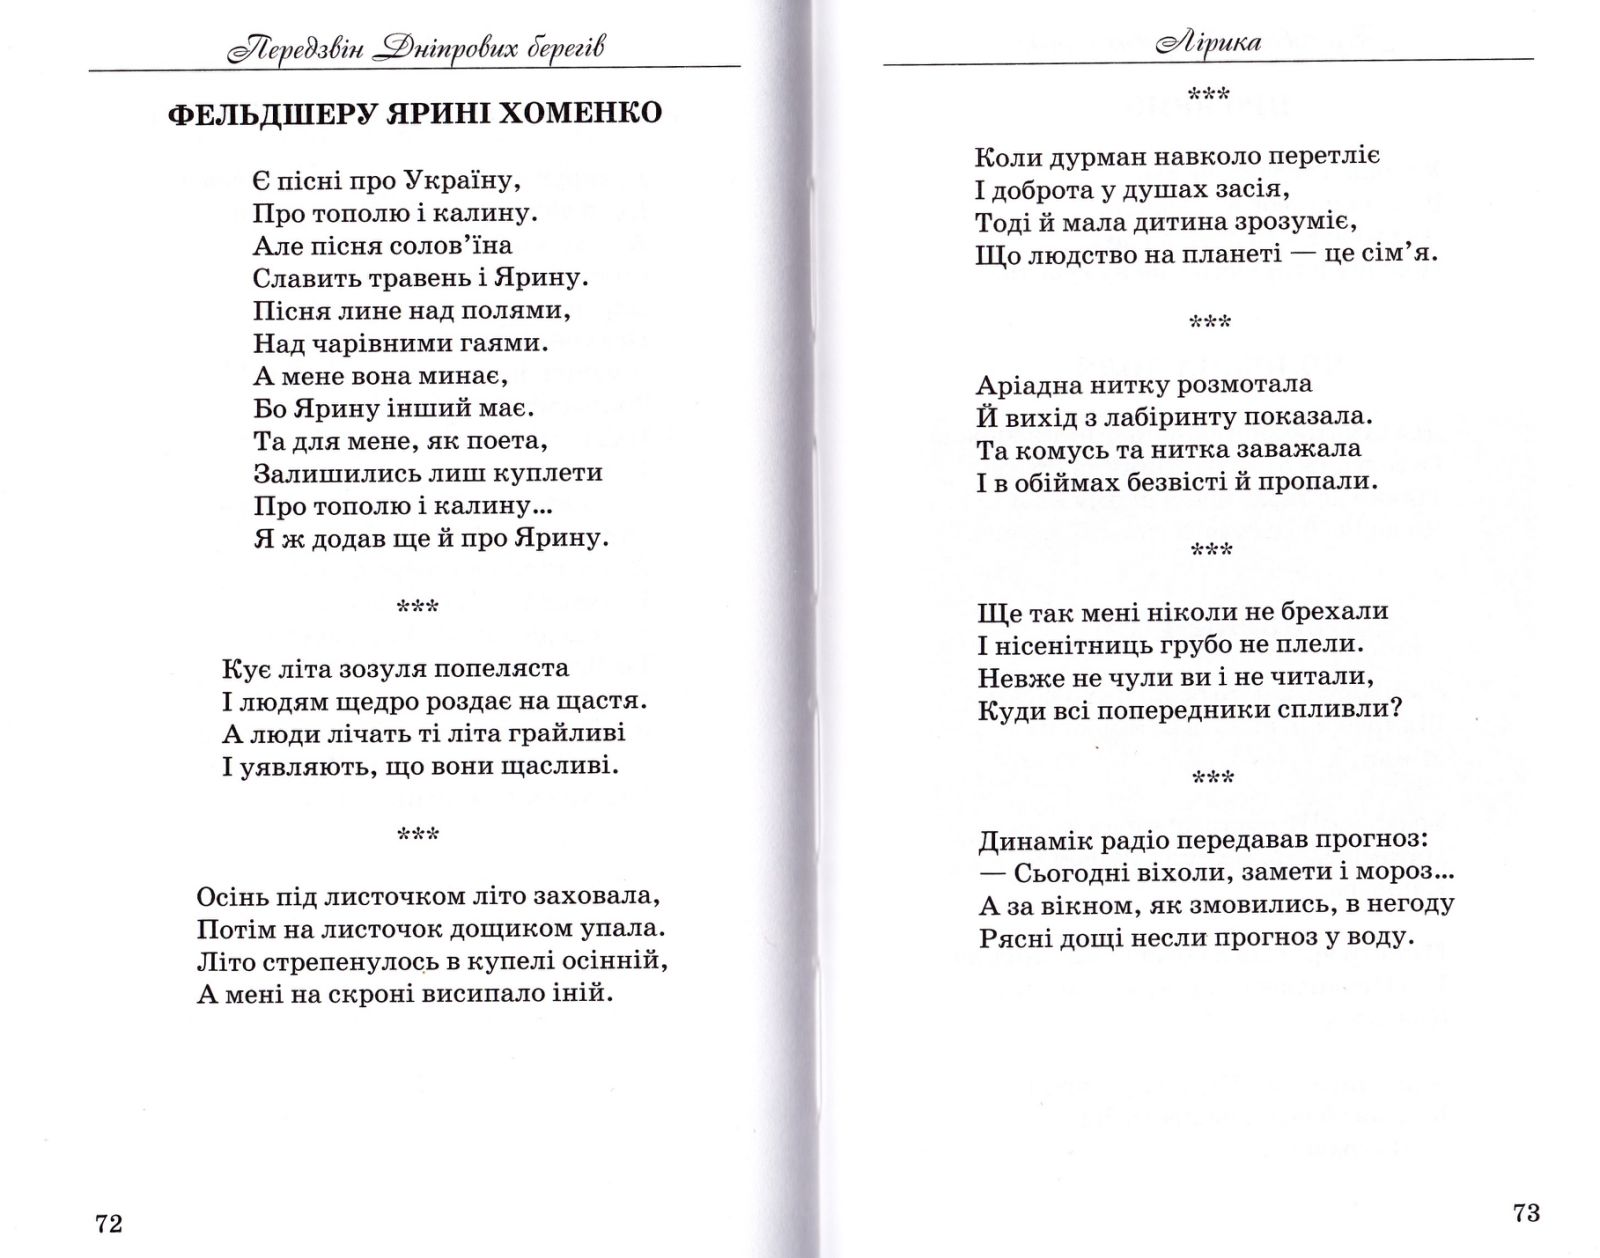 Передзвін Дніпрових берегів
ФЕЛЬДШЕРУ ЯРИНІ ХОМЕНКО
Є пісні про Україну,
Про тополю і калину.
Але пісня солов’їна
Славить травень і Ярину.
Пісня лине над полями,
Над чарівними гаями.
А мене вона минає,
Бо Ярину інший має.
Та для мене, як поета,
Залишились лиш куплети
Про тополю і калину...
Я ж додав ще й про Ярину.
***
Кує літа зозуля попеляста
І людям щедро роздає на щастя.
А люди лічать ті літа грайливі
І уявляють, що вони щасливі.
***
Осінь під листочком літо заховала,
Потім на листочок дощиком упала.
Літо стрепенулось в купелі осінній,
А мені на скроні висипало іній.
72
Лірика
***
Коли дурман навколо перетліє
І доброта у душах засія,
Тоді й мала дитина зрозуміє,
Що людство на планеті — це сім’я.
***
Аріадна нитку розмотала
Й вихід з лабіринту показала.
Та комусь та нитка заважала
І в обіймах безвісті й пропали.
***
Ще так мені ніколи не брехали
І нісенітниць грубо не плели.
Невже не чули ви і не читали,
Куди всі попередники спливли?
***
Динамік радіо передавав прогноз:
— Сьогодні віхоли, замети і мороз...
А за вікном, як змовились, в негоду
Рясні дощі несли прогноз у воду.
73